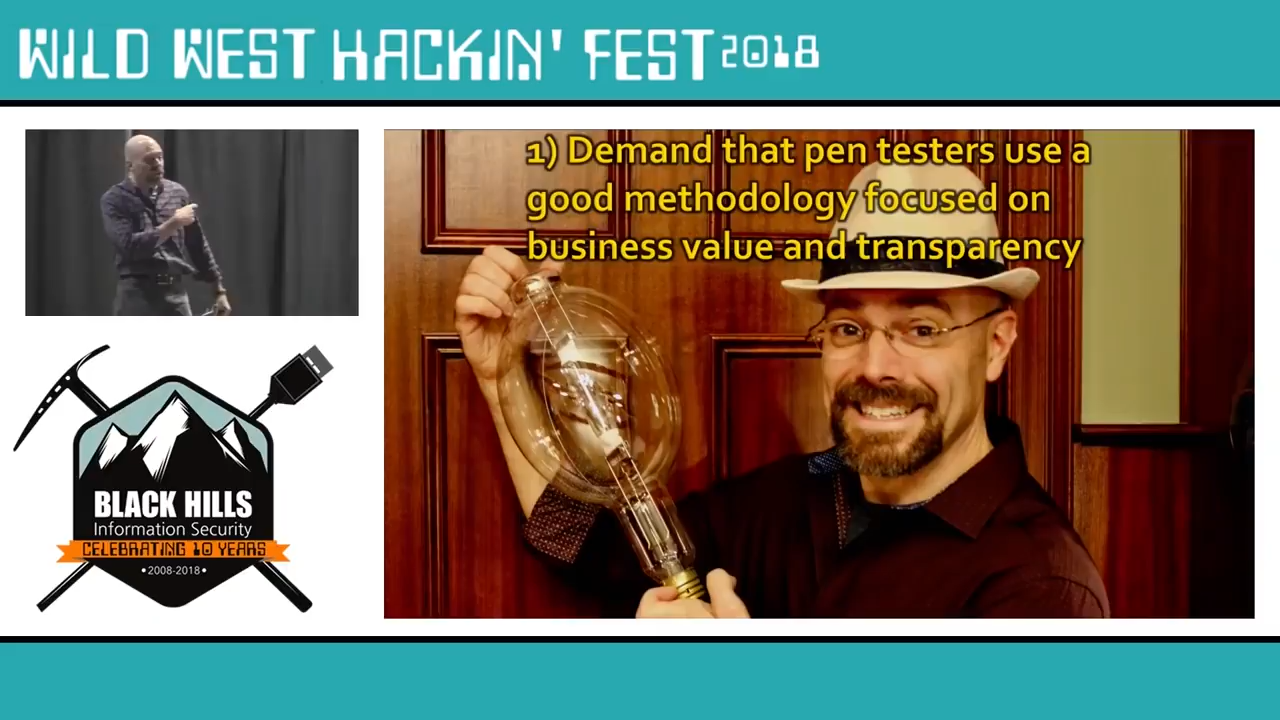 WILD WEST HACKIN' FEST 2018
1) Demand that pen testers use a
good methodology focused on
business value and transparency
BLACK HILLS
Information Security
CELEBRATING 10 YEARS
•2008-2018•